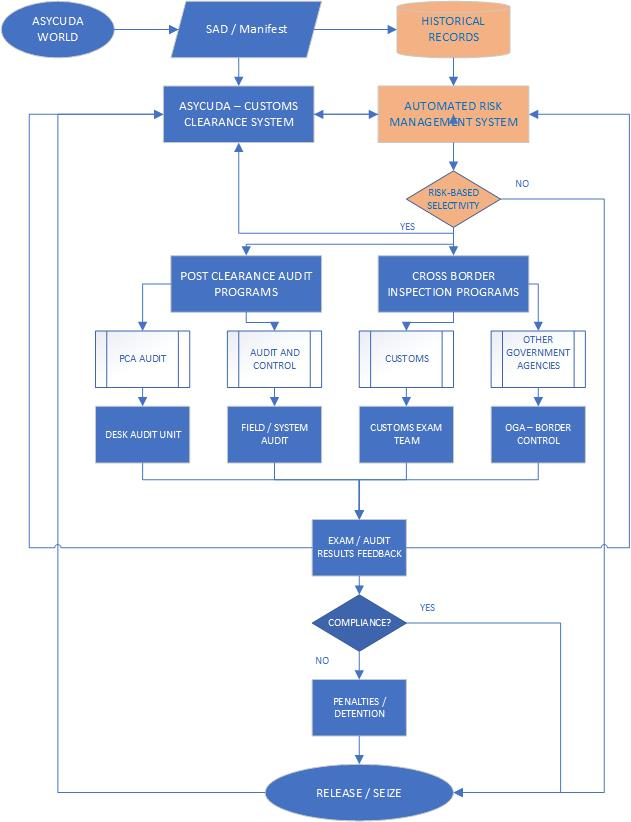 ASYCUDA
WORLD
SAD / Manifest
HISTORICAL
RECORDS
ASYCUDA – CUSTOMS
CLEARANCE SYSTEM
AUTOMATED RISK
MANAGEMENT SYSTEM
RISK-BASED
SELECTIVITY
NO
YES
POST CLEARANCE AUDIT
PROGRAMS
CROSS BORDER
INSPECTION PROGRAMS
PCA AUDIT
AUDIT AND
CONTROL
CUSTOMS
OTHER
GOVERNMENT
AGENCIES
DESK AUDIT UNIT
FIELD / SYSTEM
AUDIT
CUSTOMS EXAM
TEAM
OGA – BORDER
CONTROL
EXAM / AUDIT
RESULTS FEEDBACK
COMPLIANCE?
YES
NO
PENALTIES /
DETENTION
RELEASE / SEIZE